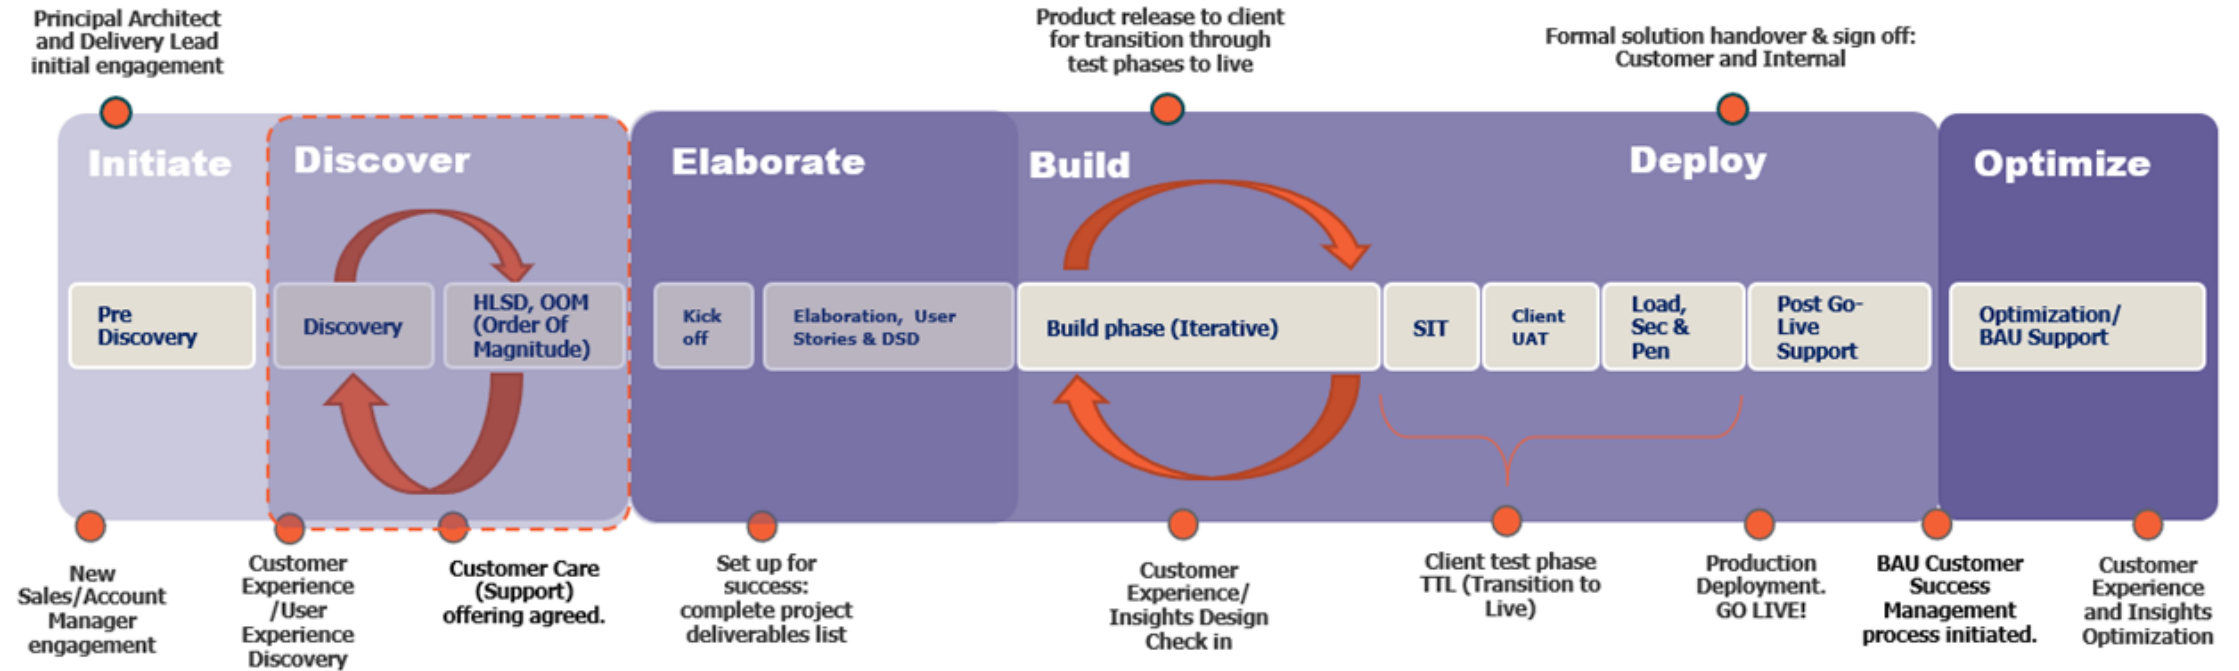 Principal Architect
and Delivery Lead
initial engagement
Product release to client
for transition through
test phases to live
Formal solution handover & sign off:
Customer and Internal
Initiate
Discover
Elaborate
Build
Deploy
Optimize
Pre
Discovery
Discovery
HLSD, OOM
(Order Of
Magnitude)
Kick
off
Elaboration, User
Stories & DSD
Build phase (Iterative)
SIT
Client
UAT
Load,
Sec &
Pen
Post Go-
Live
Support
Optimization/
BAU Support
New
Sales/Account
Manager
engagement
Customer
Experience
/User
Experience
Discovery
Customer Care
(Support)
offering agreed.
Set up for
success:
complete project
deliverables list
Customer
Experience/
Insights Design
Check in
Client test phase
TTL (Transition to
Live)
Production
Deployment.
GO LIVE!
BAU Customer
Success
Management
process initiated.
Customer
Experience
and Insights
Optimization